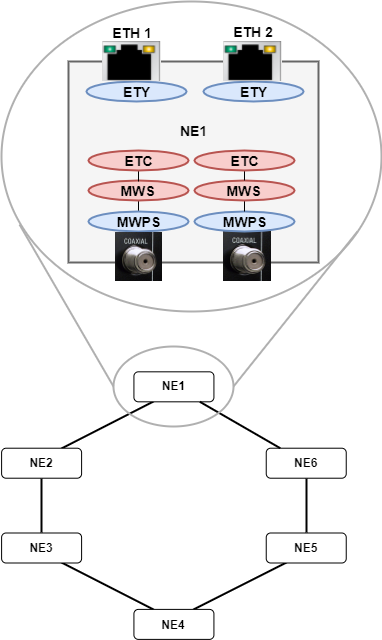 ETH 1 ETH 2
ETY ETY
NE1
ETC ETC
MWS MWS
MWPS MWPS
COAXIAL COAXIAL
NE1
NE2 NE6
NE3 NE5
NE4